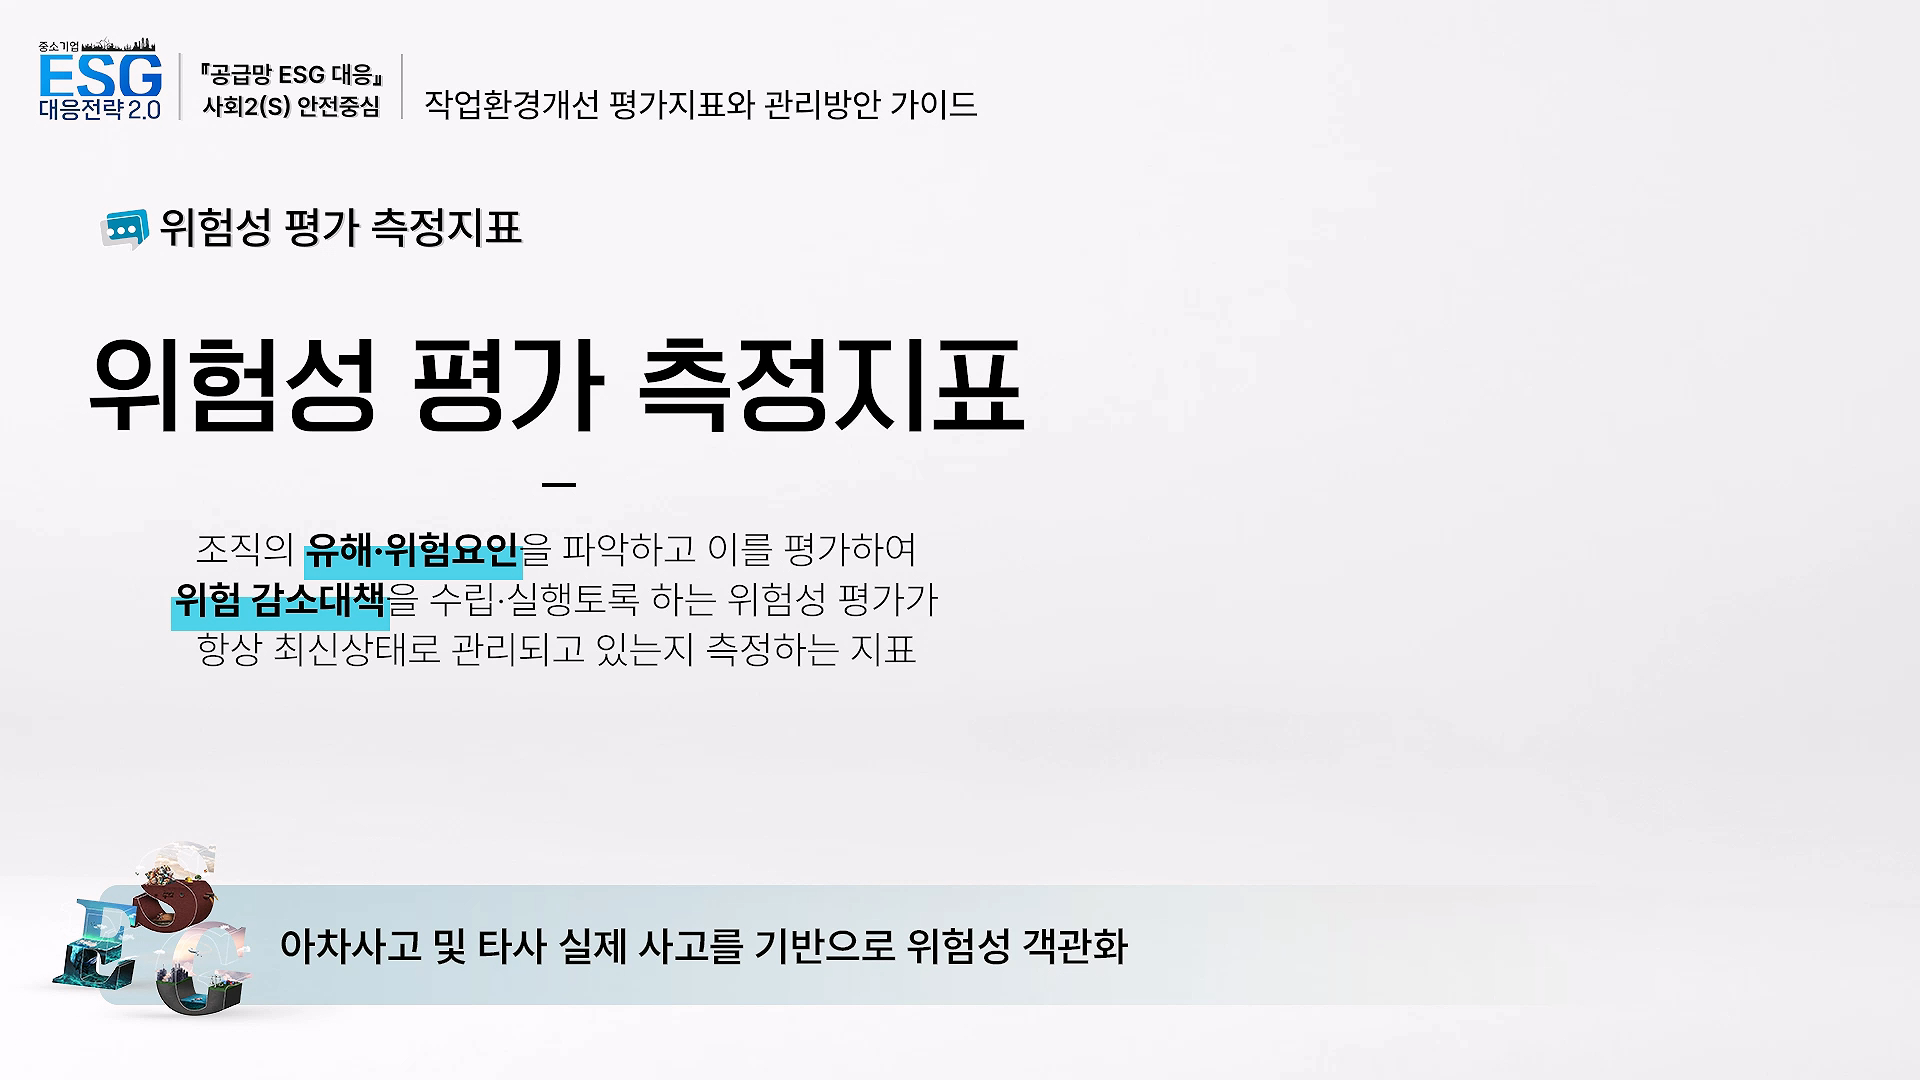 중소기업
ESG
대응전략 2.0
『공급망 ESG 대응』
사회2(S) 안전중심
작업환경개선 평가지표와 관리방안 가이드
위험성 평가 측정지표
위험성 평가 측정지표
조직의 유해·위험요인을 파악하고 이를 평가하여
위험 감소대책을 수립·실행토록 하는 위험성 평가가
항상 최신상태로 관리되고 있는지 측정하는 지표
ESG
아차사고 및 타사 실제 사고를 기반으로 위험성 객관화